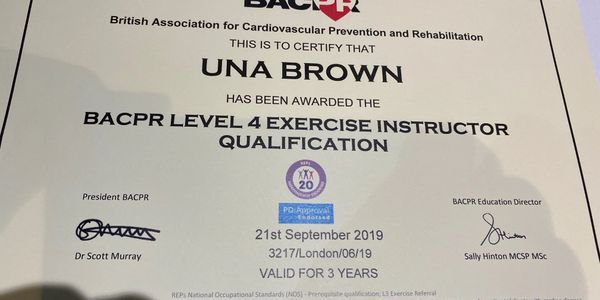 BACPR
British Association for Cardiovascular Prevention and Rehabilitation
THIS IS TO CERTIFY THAT
UNA BROWN
HAS BEEN AWARDED THE
BACPR LEVEL 4 EXERCISE INSTRUCTOR
QUALIFICATION
REPS
20
PD:Approval
Endorsed
President BACPR
BACPR Education Director
21st September 2019
Dr Scott Murray
3217/London/06/19
Sally Hinton MCSP MSc
VALID FOR 3 YEARS
REPs National Occupational Standards (NOS) - Prerequisite qualification; L3 Exercise Referral